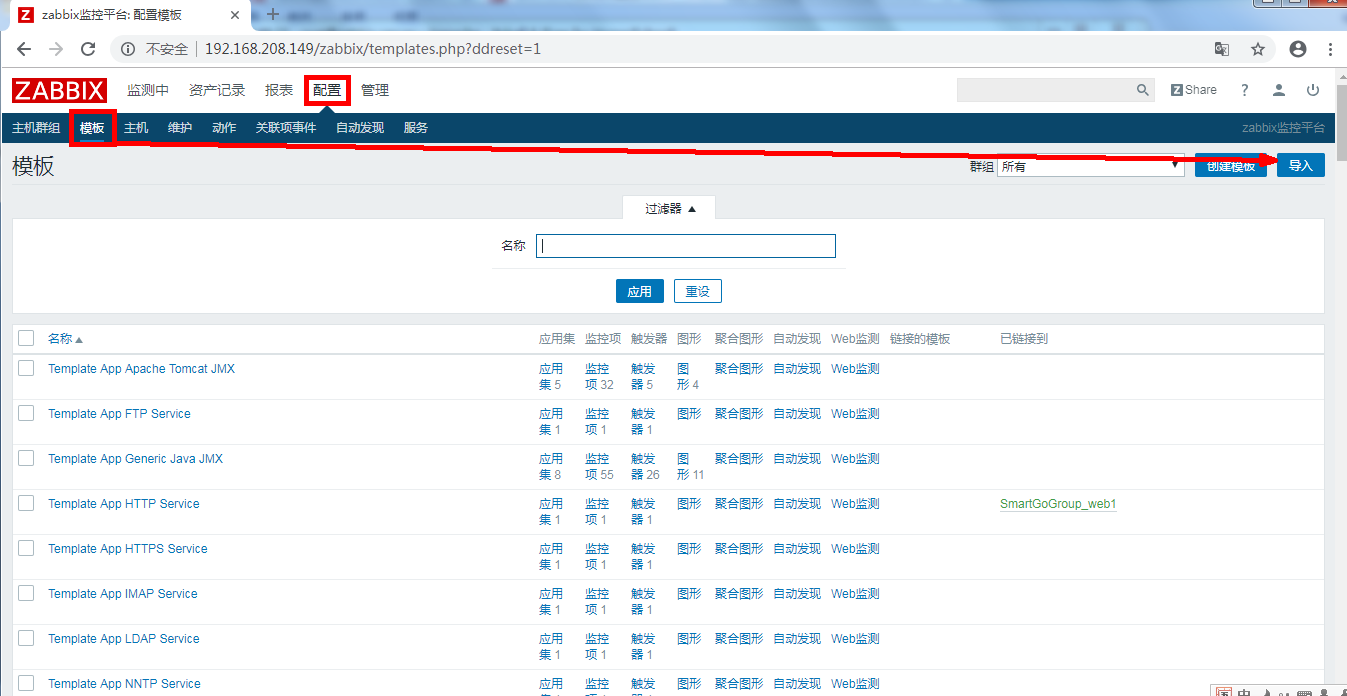 zabbix监控平台: 配置模板
不安全 192.168.208.149/zabbix/templates.php?ddreset=1
ZABBIX 监测中 资产记录 报表 配置 管理 Z Share ?
主机群组 模板 主机 维护 动作 关联项事件 自动发现 服务 zabbix监控平台
模板 群组 所有 创建模板 导入
过滤器
名称
应用 重设
名称 应用集 监控项 触发器 图形 聚合图形 自动发现 Web监测 链接的模板 已链接到
Template App Apache Tomcat JMX 应用 监控 触发 图 聚合图形 自动发现 Web监测
集 5 项 32 器 5 形 4
Template App FTP Service 应用 监控 触发 图形 聚合图形 自动发现 Web监测
集 1 项 1 器 1
Template App Generic Java JMX 应用 监控 触发 图 聚合图形 自动发现 Web监测
集 8 项 55 器 26 形 11
Template App HTTP Service 应用 监控 触发 图形 聚合图形 自动发现 Web监测 SmartGoGroup_web1
集 1 项 1 器 1
Template App HTTPS Service 应用 监控 触发 图形 聚合图形 自动发现 Web监测
集 1 项 1 器 1
Template App IMAP Service 应用 监控 触发 图形 聚合图形 自动发现 Web监测
集 1 项 1 器 1
Template App LDAP Service 应用 监控 触发 图形 聚合图形 自动发现 Web监测
集 1 项 1 器 1
Template App NNTP Service 应用 监控 触发 图形 聚合图形 自动发现 Web监测